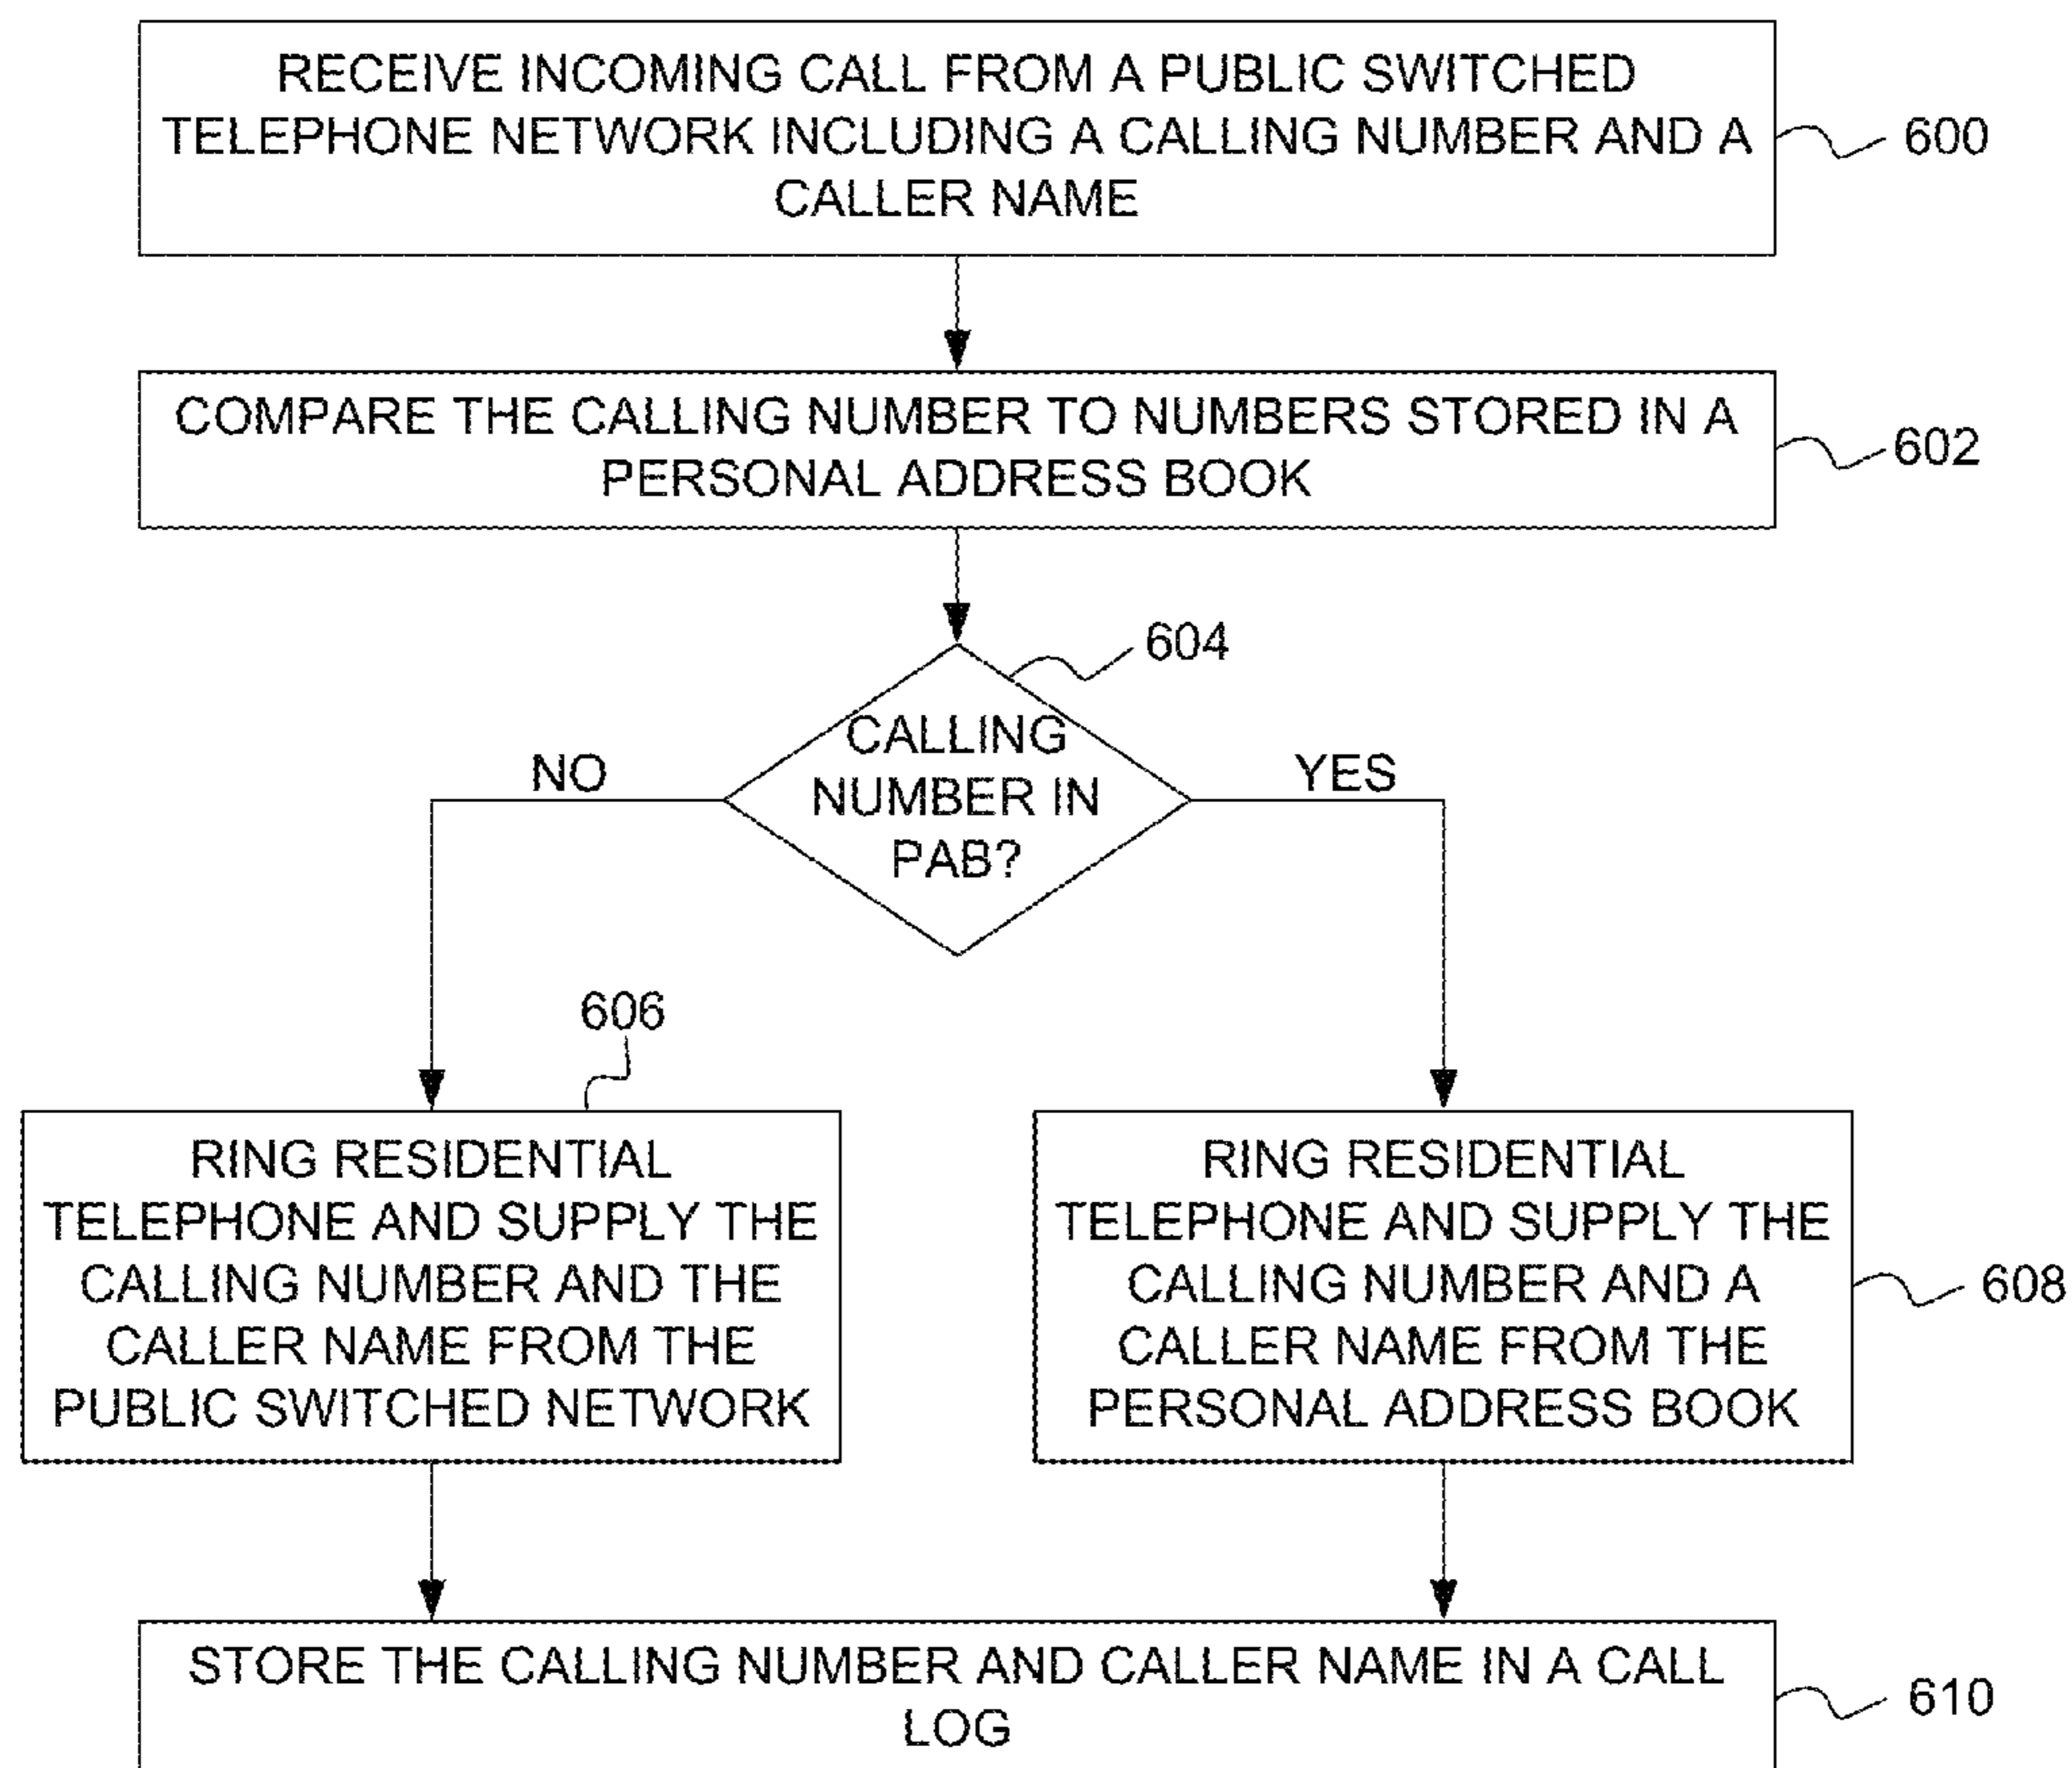 RECEIVE INCOMING CALL FROM A PUBLIC SWITCHED
TELEPHONE NETWORK INCLUDING A CALLING NUMBER AND A
CALLER NAME
600
COMPARE THE CALLING NUMBER TO NUMBERS STORED IN A
PERSONAL ADDRESS BOOK
602
604
CALLING
NUMBER IN
PAB?
NO
YES
606
RING RESIDENTIAL
TELEPHONE AND SUPPLY THE
CALLING NUMBER AND THE
CALLER NAME FROM THE
PUBLIC SWITCHED NETWORK
RING RESIDENTIAL
TELEPHONE AND SUPPLY THE
CALLING NUMBER AND A
CALLER NAME FROM THE
PERSONAL ADDRESS BOOK
608
STORE THE CALLING NUMBER AND CALLER NAME IN A CALL
LOG
610